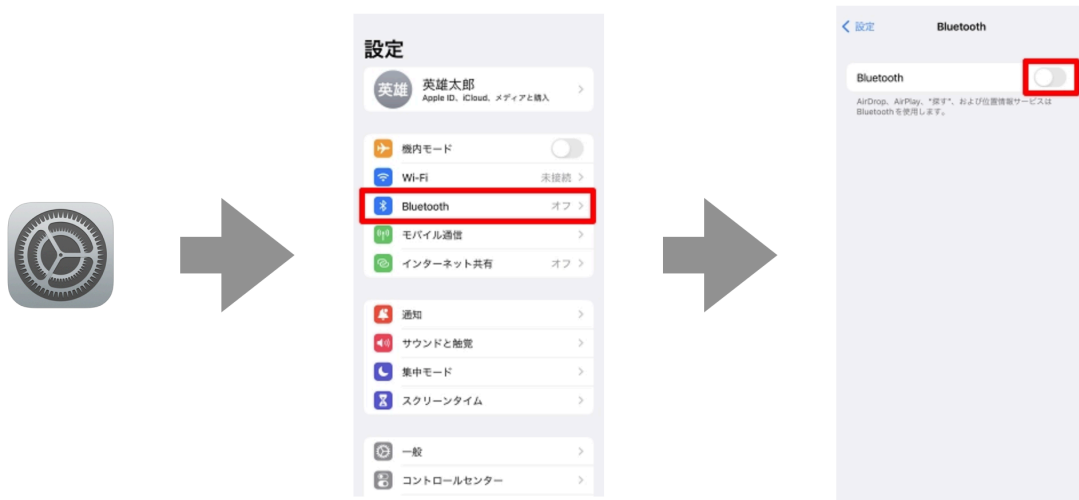 設定
英雄
英雄太郎
Apple ID、iCloud、メディアと購入
機内モード
Wi-Fi 未接続
Bluetooth オフ
モバイル通信
インターネット共有 オフ
通知
サウンドと触覚
集中モード
スクリーンタイム
一般
コントロールセンター
設定 Bluetooth
Bluetooth
AirDrop、AirPlay、"探す"、および位置情報サービスは
Bluetoothを使用します。